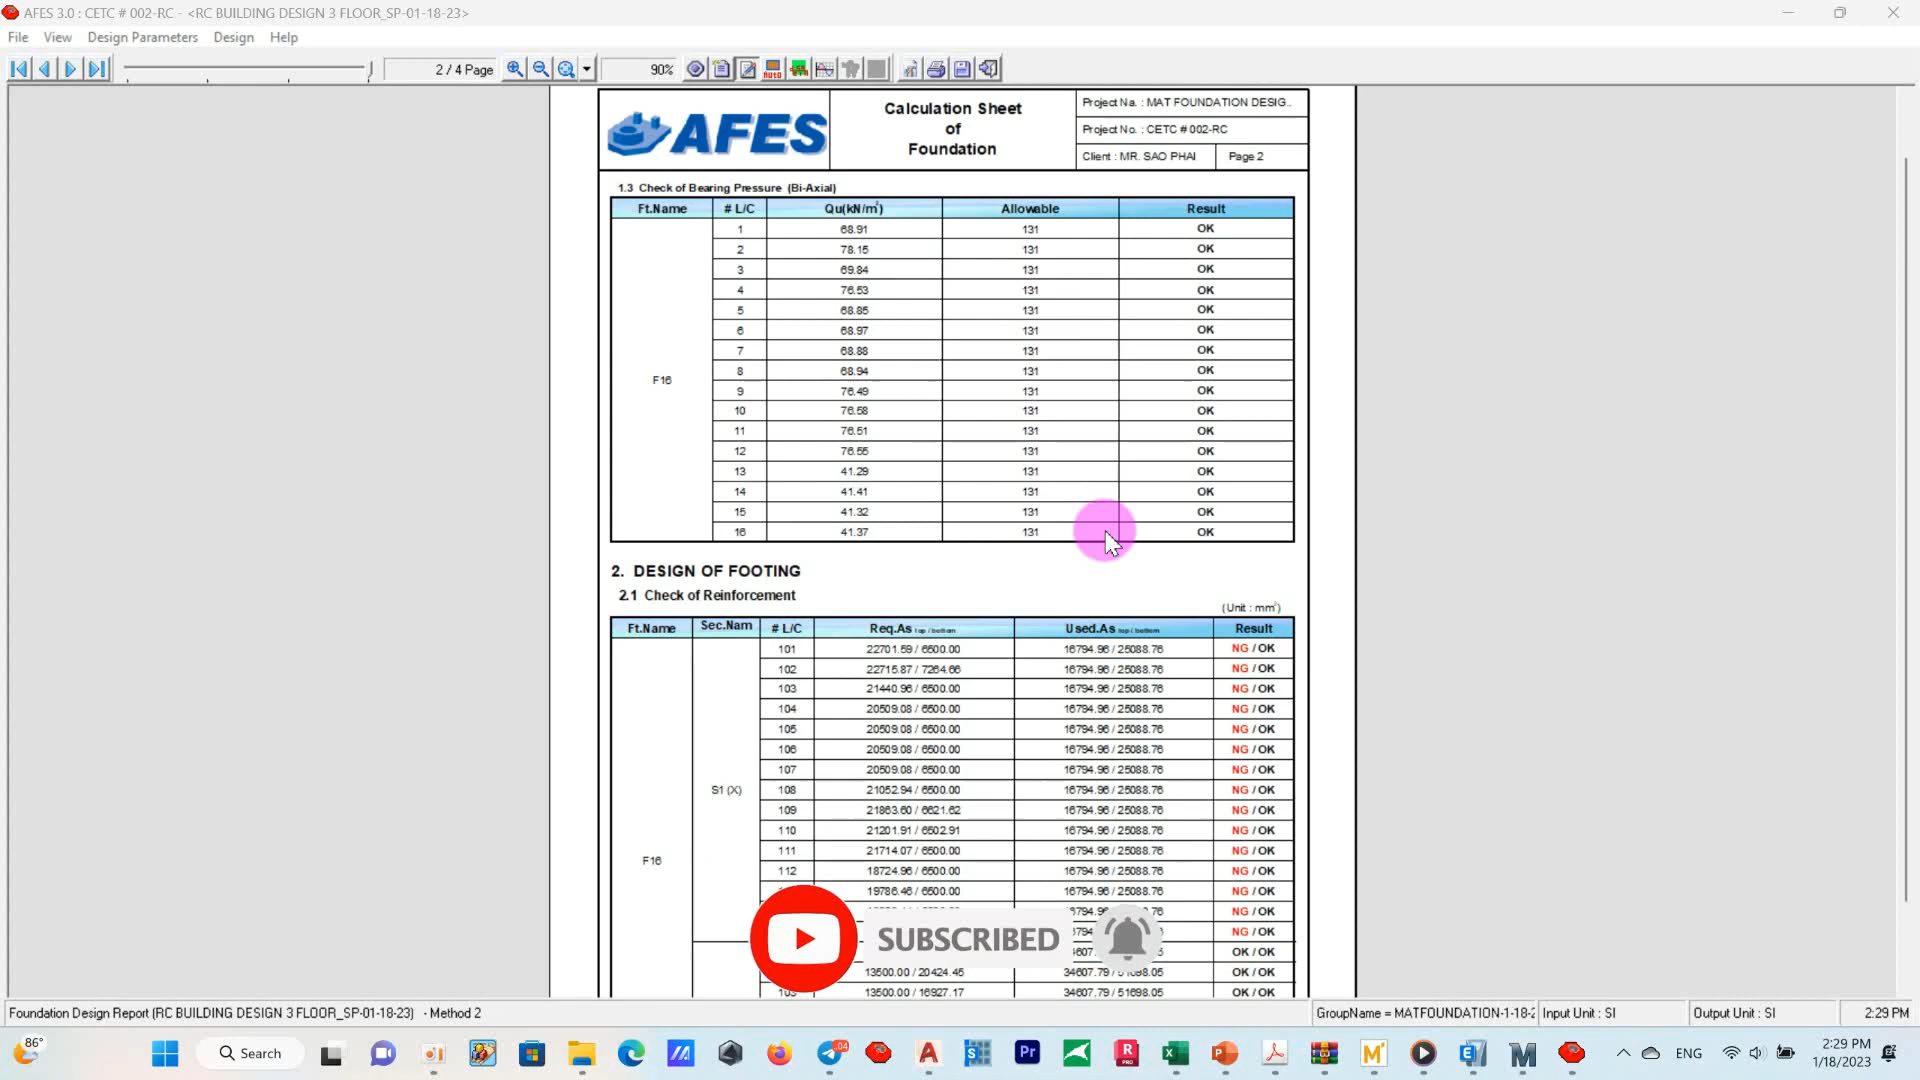 AFES 3.0 : CETC # 002-RC - <RC BUILDING DESIGN 3 FLOOR_SP-01-18-23>
File View Design Parameters Design Help
2 / 4 Page 90%
AFES
Calculation Sheet
of
Foundation
Project Na. : MAT FOUNDATION DESIG..
Project No. : CETC # 002-RC
Client : MR. SAO PHAI Page 2
1.3 Check of Bearing Pressure (Bi-Axial)
Ft.Name # L/C Qu(kN/m²) Allowable Result
1 68.91 131 OK
2 78.15 131 OK
3 69.84 131 OK
4 76.53 131 OK
5 68.85 131 OK
6 68.97 131 OK
7 68.88 131 OK
8 68.94 131 OK
F16
9 76.49 131 OK
10 76.58 131 OK
11 76.51 131 OK
12 76.55 131 OK
13 41.29 131 OK
14 41.41 131 OK
15 41.32 131 OK
16 41.37 131 OK
2. DESIGN OF FOOTING
2.1 Check of Reinforcement
(Unit : mm²)
Ft.Name Sec.Nam # L/C Req.As top / bottom Used.As top / bottom Result
101 22701.59 / 6500.00 16794.96 / 25088.76 NG / OK
102 22715.87 / 7264.66 16794.96 / 25088.76 NG / OK
103 21440.96 / 6500.00 16794.96 / 25088.76 NG / OK
104 20509.08 / 6500.00 16794.96 / 25088.76 NG / OK
105 20509.08 / 6500.00 16794.96 / 25088.76 NG / OK
106 20509.08 / 6500.00 16794.96 / 25088.76 NG / OK
107 20509.08 / 6500.00 16794.96 / 25088.76 NG / OK
S1 (X) 108 21052.94 / 6500.00 16794.96 / 25088.76 NG / OK
109 21863.60 / 6621.62 16794.96 / 25088.76 NG / OK
110 21201.91 / 6502.91 16794.96 / 25088.76 NG / OK
111 21714.07 / 6500.00 16794.96 / 25088.76 NG / OK
F16
112 18724.96 / 6500.00 16794.96 / 25088.76 NG / OK
19786.46 / 6500.00 16794.96 / 25088.76 NG / OK
NG / OK
NG / OK
OK / OK
13500.00 / 20424.45 34607.79 / 51698.05 OK / OK
103 13500.00 / 16927.17 34607.79 / 51698.05 OK / OK
SUBSCRIBED
Foundation Design Report (RC BUILDING DESIGN 3 FLOOR_SP-01-18-23) - Method 2
GroupName = MATFOUNDATION-1-18-2 Input Unit : SI Output Unit : SI 2:29 PM
86°
Search
04
Pr
PRO
ENG
2:29 PM
1/18/2023